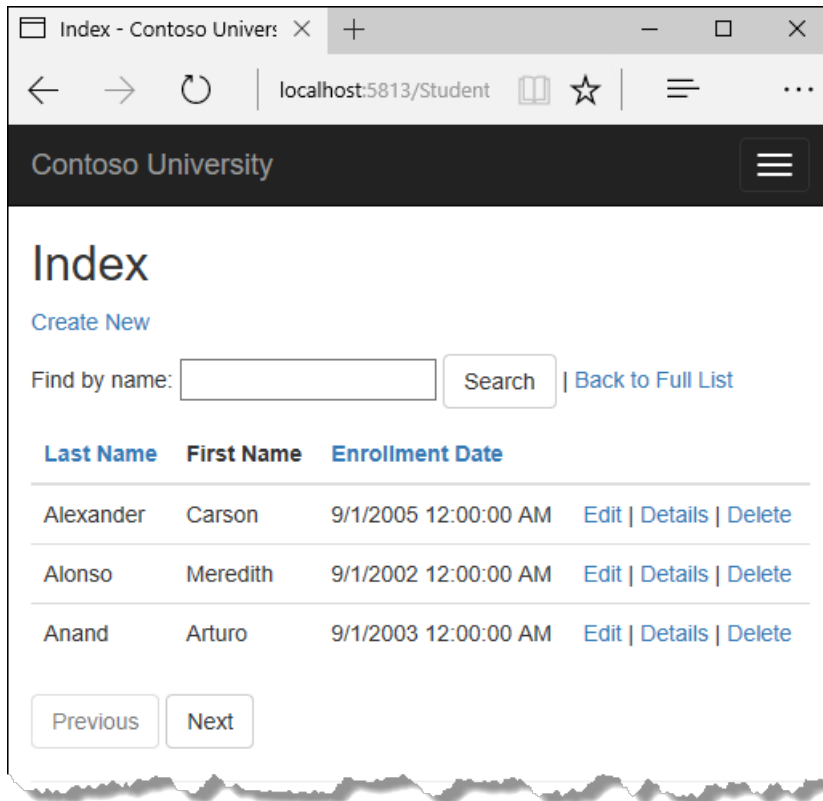 Index - Contoso Univers
localhost:5813/Student
Contoso University
Index
Create New
Find by name: Search | Back to Full List
Last Name First Name Enrollment Date
Alexander Carson 9/1/2005 12:00:00 AM Edit | Details | Delete
Alonso Meredith 9/1/2002 12:00:00 AM Edit | Details | Delete
Anand Arturo 9/1/2003 12:00:00 AM Edit | Details | Delete
Previous Next